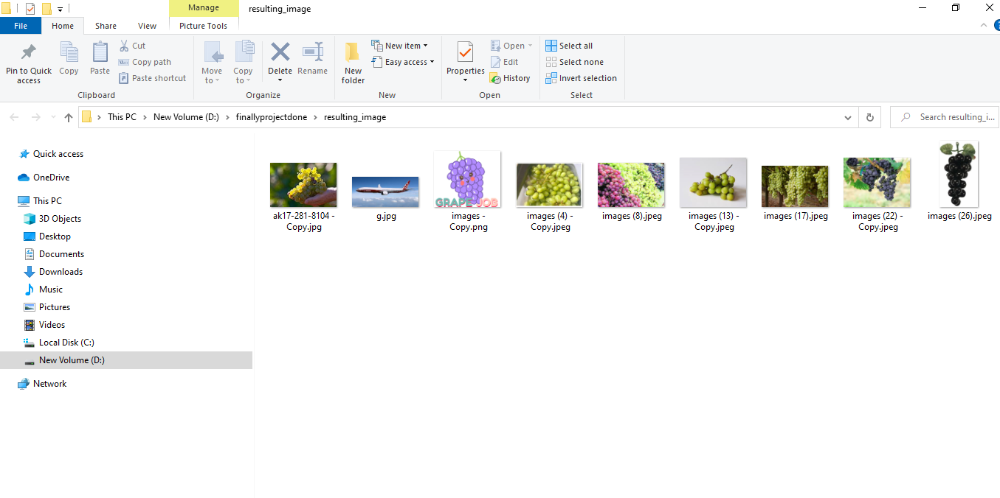 Manage
resulting_image
File
Home
Share
View
Picture Tools
Pin to Quick
access
Copy
Paste
Cut
Copy path
Paste shortcut
Clipboard
Move
to
Copy
to
Delete
Rename
Organize
New
folder
New item
Easy access
New
Properties
Open
Edit
History
Open
Select all
Select none
Invert selection
Select
This PC
New Volume (D:)
finallyprojectdone
resulting_image
Search resulting_i...
Quick access
OneDrive
This PC
3D Objects
Desktop
Documents
Downloads
Music
Pictures
Videos
Local Disk (C:)
New Volume (D:)
Network
GRAPE JOB
ak17-281-8104 -
Copy.jpg
g.jpg
images -
Copy.png
images (4) -
Copy.jpeg
images (8).jpeg
images (13) -
Copy.jpeg
images (17).jpeg
images (22) -
Copy.jpeg
images (26).jpeg